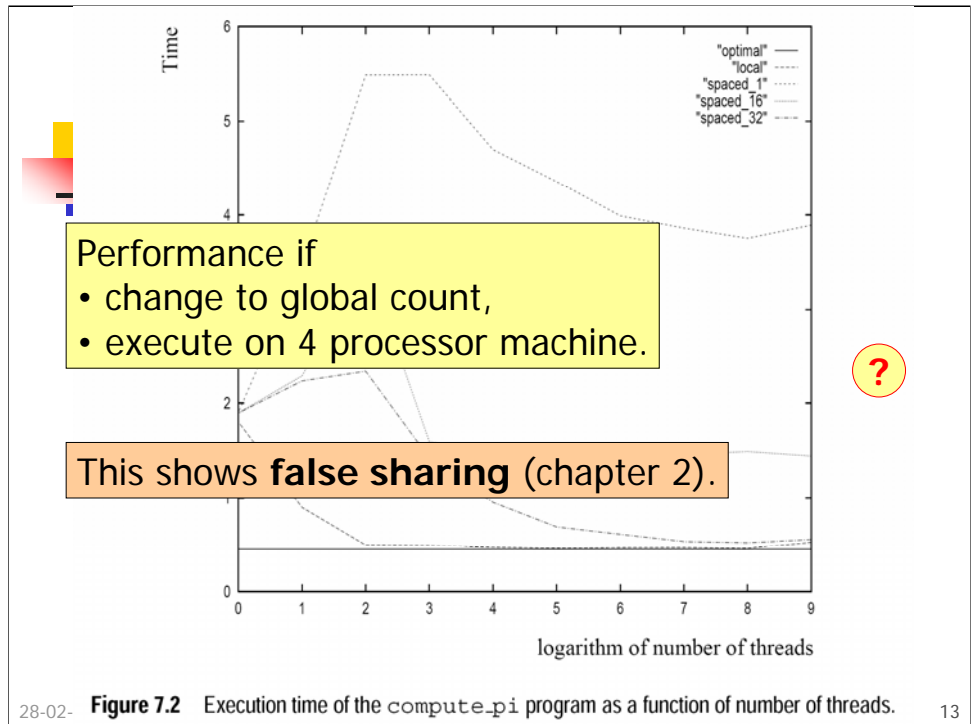 Time
6
5
4
2
0
0 1 2 3 4 5 6 7 8 9
"optimal"
"local"
"spaced_1"
"spaced_16"
"spaced_32"
Performance if
• change to global count,
• execute on 4 processor machine.
?
This shows false sharing (chapter 2).
logarithm of number of threads
28-02-
Figure 7.2 Execution time of the compute_pi program as a function of number of threads.
13